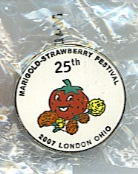 MARIGOLD-STRAWBERRY FESTIVAL
25th
2007 LONDON OHIO